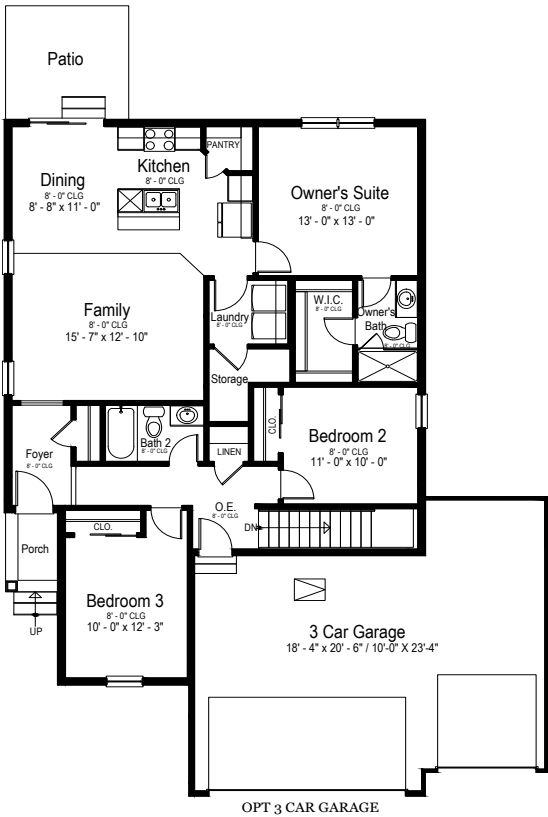 Patio
PANTRY
Kitchen
8' - 0" CLG
Dining
8' - 0" CLG
8' - 8" x 11' - 0"
Owner's Suite
8' - 0" CLG
13' - 0" x 13' - 0"
Family
8' - 0" CLG
15' - 7" x 12' - 10"
Laundry
8' - 0" CLG
W.I.C.
8' - 0" CLG
Owner's
Bath
8' - 0" CLG
Storage
Foyer
8' - 0" CLG
Bath 2
8' - 0" CLG
LINEN
CLO.
Bedroom 2
8' - 0" CLG
11' - 0" x 10' - 0"
O.E.
8' - 0" CLG
DN
CLO.
Porch
UP
Bedroom 3
8' - 0" CLG
10' - 0" x 12' - 3"
3 Car Garage
18' - 4" x 20' - 6" / 10'-0" X 23'-4"
OPT 3 CAR GARAGE